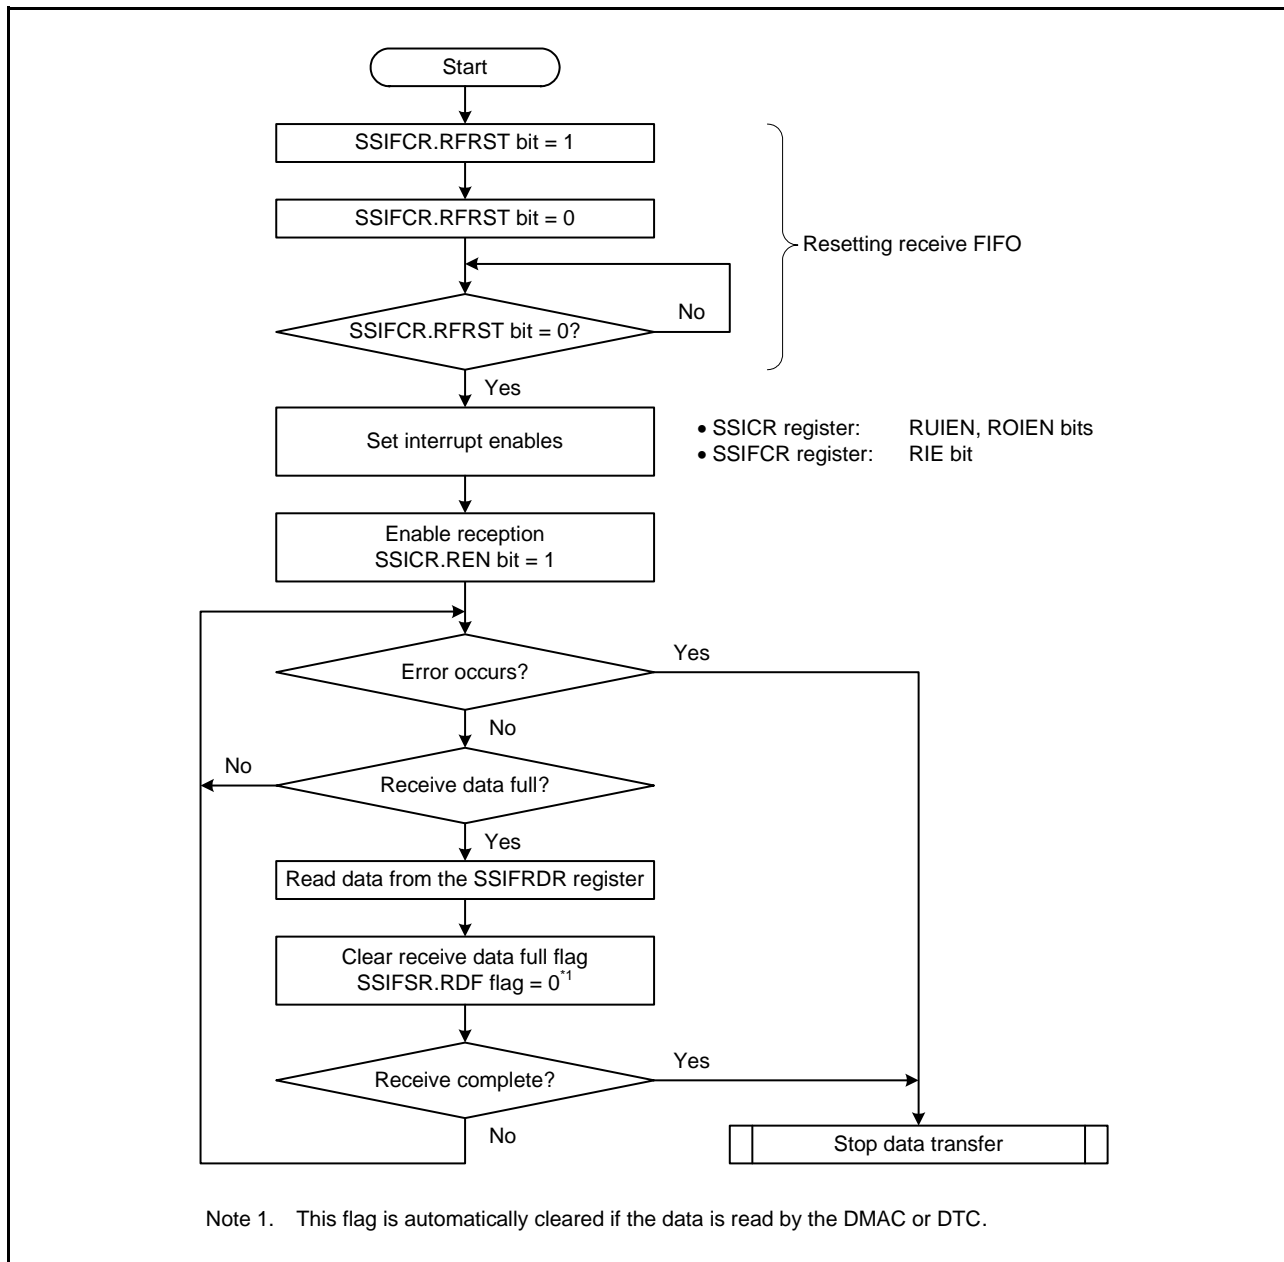 Start
SSIFCR.RFRST bit = 1
SSIFCR.RFRST bit = 0
Resetting receive FIFO
No
SSIFCR.RFRST bit = 0?
Yes
Set interrupt enables
• SSICR register: RUIEN, ROIEN bits
• SSIFCR register: RIE bit
Enable reception
SSICR.REN bit = 1
Yes
Error occurs?
No
No
Receive data full?
Yes
Read data from the SSIFRDR register
Clear receive data full flag
SSIFSR.RDF flag = 0*1
Yes
Receive complete?
No
Stop data transfer
Note 1. This flag is automatically cleared if the data is read by the DMAC or DTC.